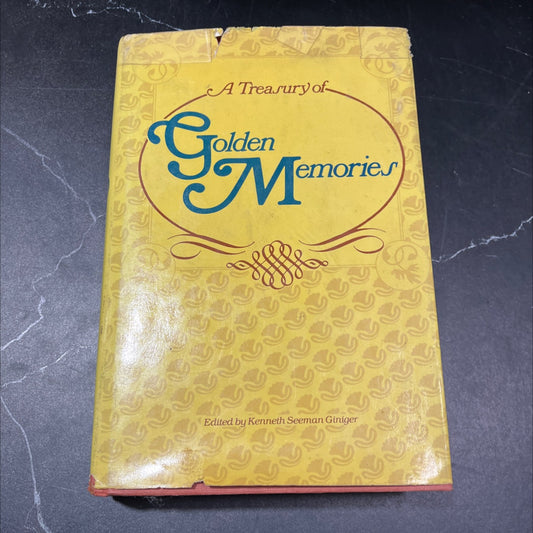 A Treasury of
Golden
Memories
Edited by Kenneth Seeman Giniger